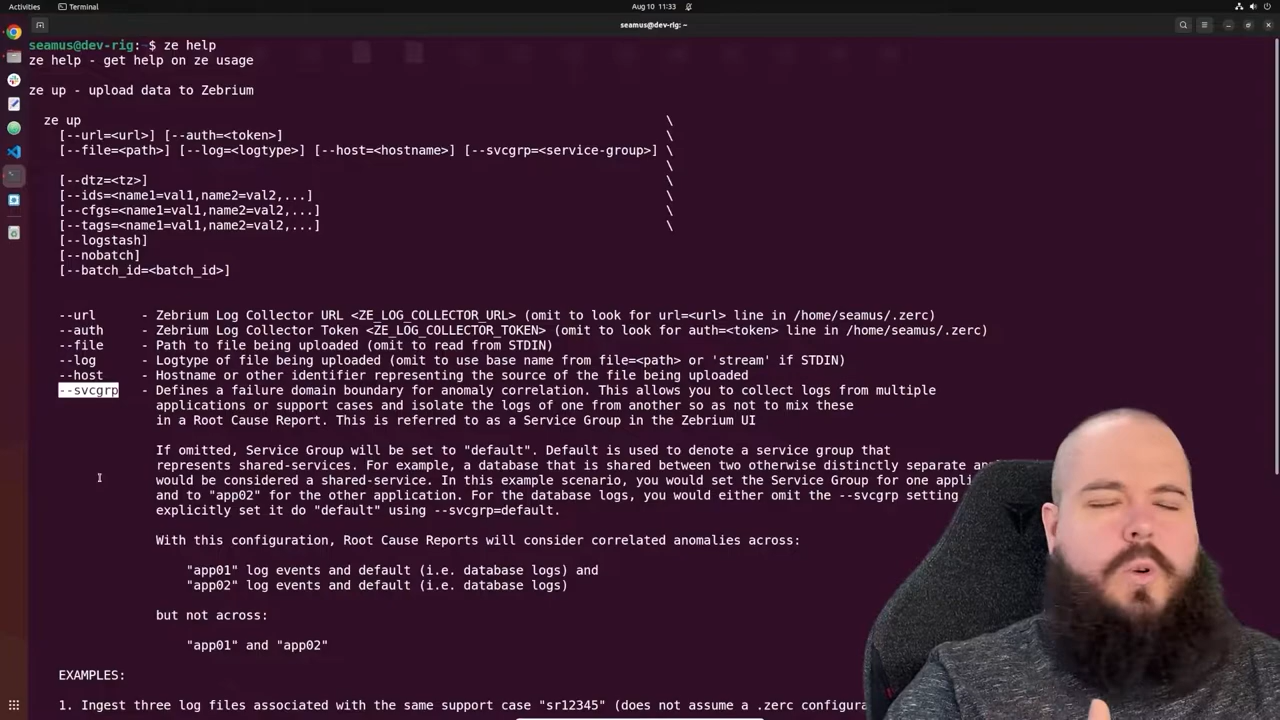 Activities
Terminal
Aug 10 11:33
seamus@dev-rig: ~
seamus@dev-rig:~$ ze help
ze help - get help on ze usage
ze up - upload data to Zebrium
ze up \
[--url=<url>] [--auth=<token>] \
[--file=<path>] [--log=<logtype>] [--host=<hostname>] [--svcgrp=<service-group>] \
\
[--dtz=<tz>] \
[--ids=<name1=val1,name2=val2,...] \
[--cfgs=<name1=val1,name2=val2,...] \
[--tags=<name1=val1,name2=val2,...] \
[--logstash]
[--nobatch]
[--batch_id=<batch_id>]
--url - Zebrium Log Collector URL <ZE_LOG_COLLECTOR_URL> (omit to look for url=<url> line in /home/seamus/.zerc)
--auth - Zebrium Log Collector Token <ZE_LOG_COLLECTOR_TOKEN> (omit to look for auth=<token> line in /home/seamus/.zerc)
--file - Path to file being uploaded (omit to read from STDIN)
--log - Logtype of file being uploaded (omit to use base name from file=<path> or 'stream' if STDIN)
--host - Hostname or other identifier representing the source of the file being uploaded
--svcgrp - Defines a failure domain boundary for anomaly correlation. This allows you to collect logs from multiple
applications or support cases and isolate the logs of one from another so as not to mix these
in a Root Cause Report. This is referred to as a Service Group in the Zebrium UI
If omitted, Service Group will be set to "default". Default is used to denote a service group that
represents shared-services. For example, a database that is shared between two otherwise distinctly separate
would be considered a shared-service. In this example scenario, you would set the Service Group for one
and to "app02" for the other application. For the database logs, you would either omit the --svcgrp setting
explicitly set it do "default" using --svcgrp=default.
With this configuration, Root Cause Reports will consider correlated anomalies across:
"app01" log events and default (i.e. database logs) and
"app02" log events and default (i.e. database logs)
but not across:
"app01" and "app02"
EXAMPLES:
1. Ingest three log files associated with the same support case "sr12345" (does not assume a .zerc